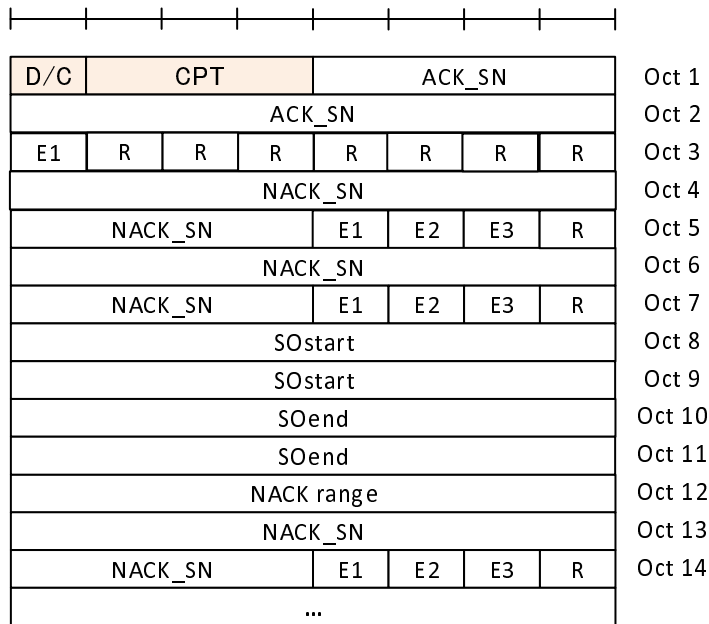 D/C CPT ACK_SN Oct 1
ACK_SN Oct 2
E1 R R R R R R R Oct 3
NACK_SN Oct 4
NACK_SN E1 E2 E3 R Oct 5
NACK_SN Oct 6
NACK_SN E1 E2 E3 R Oct 7
SOstart Oct 8
SOstart Oct 9
SOend Oct 10
SOend Oct 11
NACK range Oct 12
NACK_SN Oct 13
NACK_SN E1 E2 E3 R Oct 14
...